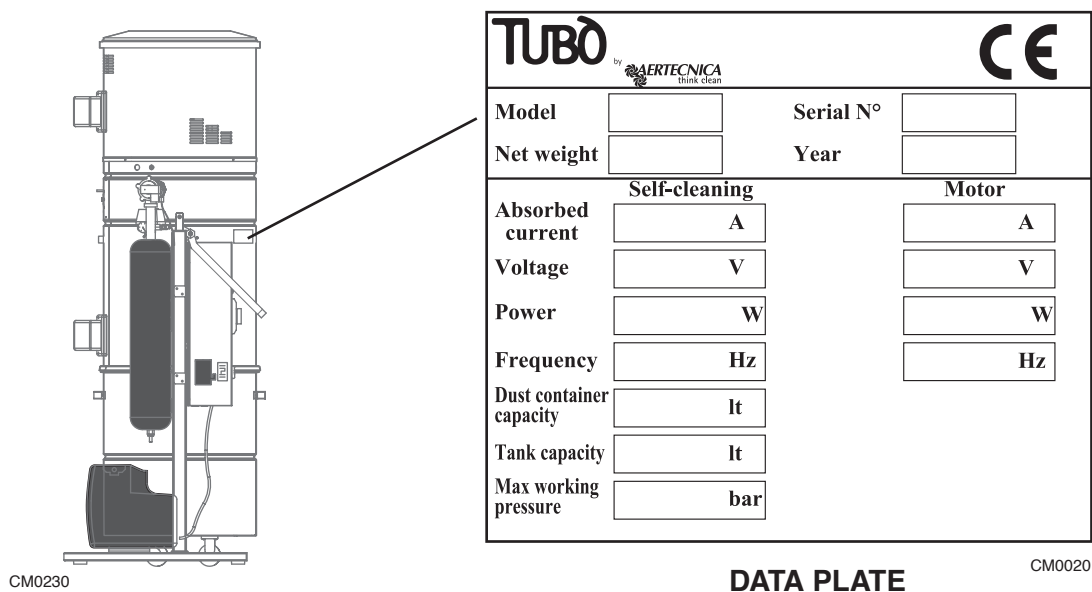 TUBÒ
by AERTECNICA
think clean
CE
Model Serial N°
Net weight Year
Self-cleaning Motor
Absorbed
current A A
Voltage V V
Power W W
Frequency Hz Hz
Dust container
capacity lt
Tank capacity lt
Max working
pressure bar
CM0230
DATA PLATE
CM0020